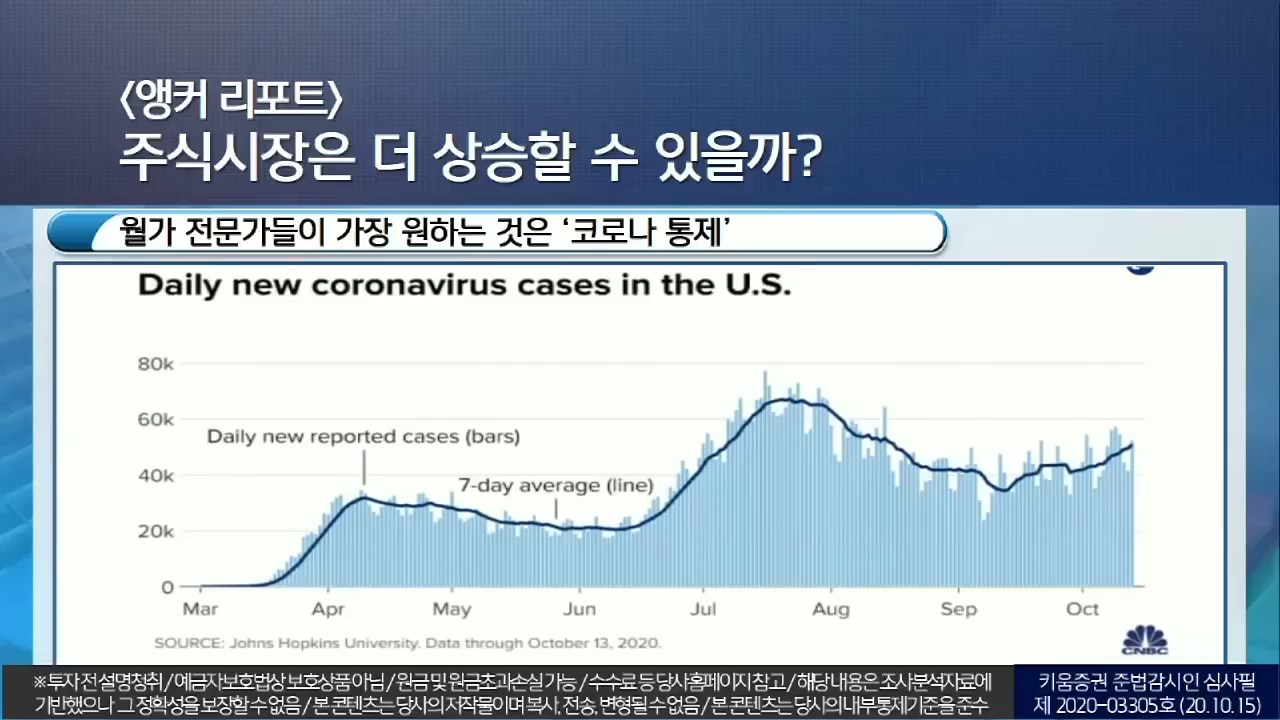 <앵커 리포트>
주식시장은 더 상승할 수 있을까?
월가 전문가들이 가장 원하는 것은 ‘코로나 통제’
Daily new coronavirus cases in the U.S.
80k
60k
Daily new reported cases (bars)
40k
7-day average (line)
20k
0
Mar Apr May Jun Jul Aug Sep Oct
SOURCE: Johns Hopkins University. Data through October 13, 2020.
CNBC
※ 투자 전 설명청취 / 예금자보호법상 보호상품 아님 / 원금 및 원금초과손실 가능 / 수수료 등 당사 홈페이지 참고 / 해당 내용은 조사분석자료에
기반했으나 그 정확성을 보장할 수 없음 / 본 콘텐츠는 당사의 저작물이며 복사, 전송, 변형될 수 없음 / 본 콘텐츠는 당사의 내부통제기준을 준수
키움증권 준법감시인 심사필
제 2020-03305호 (20.10.15)